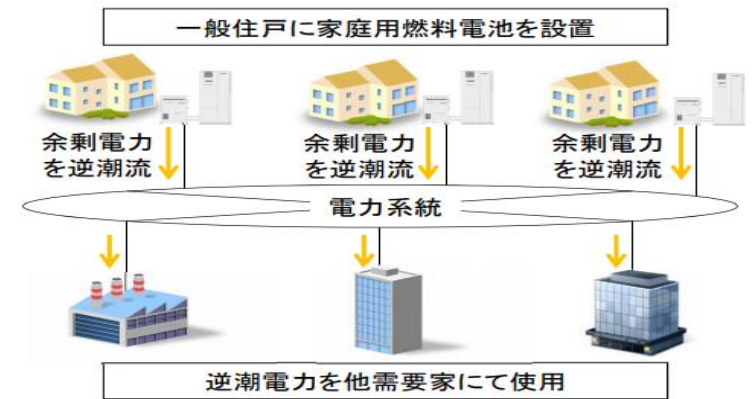 一般住戸に家庭用燃料電池を設置
余剰電力
を逆潮流
余剰電力
を逆潮流
余剰電力
を逆潮流
電力系統
逆潮電力を他需要家にて使用